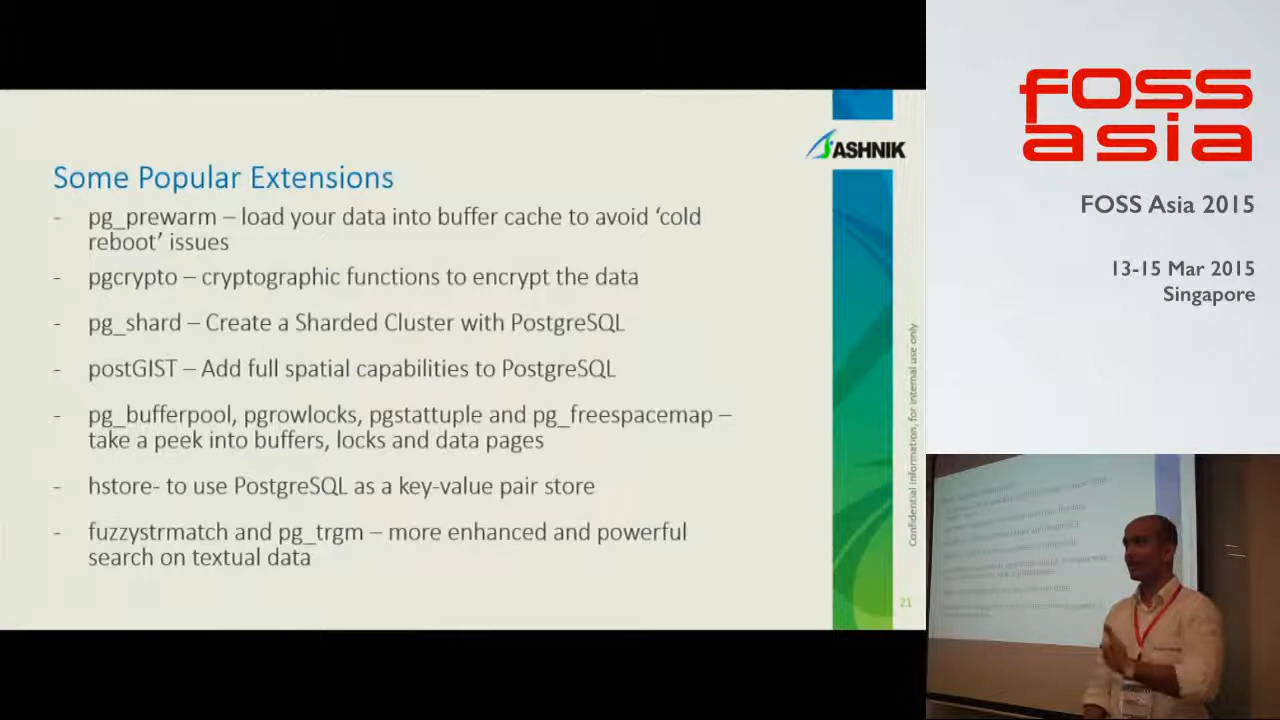 Some Popular Extensions
- pg_prewarm – load your data into buffer cache to avoid ‘cold
reboot’ issues
- pgcrypto – cryptographic functions to encrypt the data
- pg_shard – Create a Sharded Cluster with PostgreSQL
- postGIST – Add full spatial capabilities to PostgreSQL
- pg_bufferpool, pgrowlocks, pgstattuple and pg_freespacemap –
take a peek into buffers, locks and data pages
- hstore- to use PostgreSQL as a key-value pair store
- fuzzystrmatch and pg_trgm – more enhanced and powerful
search on textual data
ASHNIK
Confidential information, for internal use only
21
FOSS
asia
FOSS Asia 2015
13-15 Mar 2015
Singapore